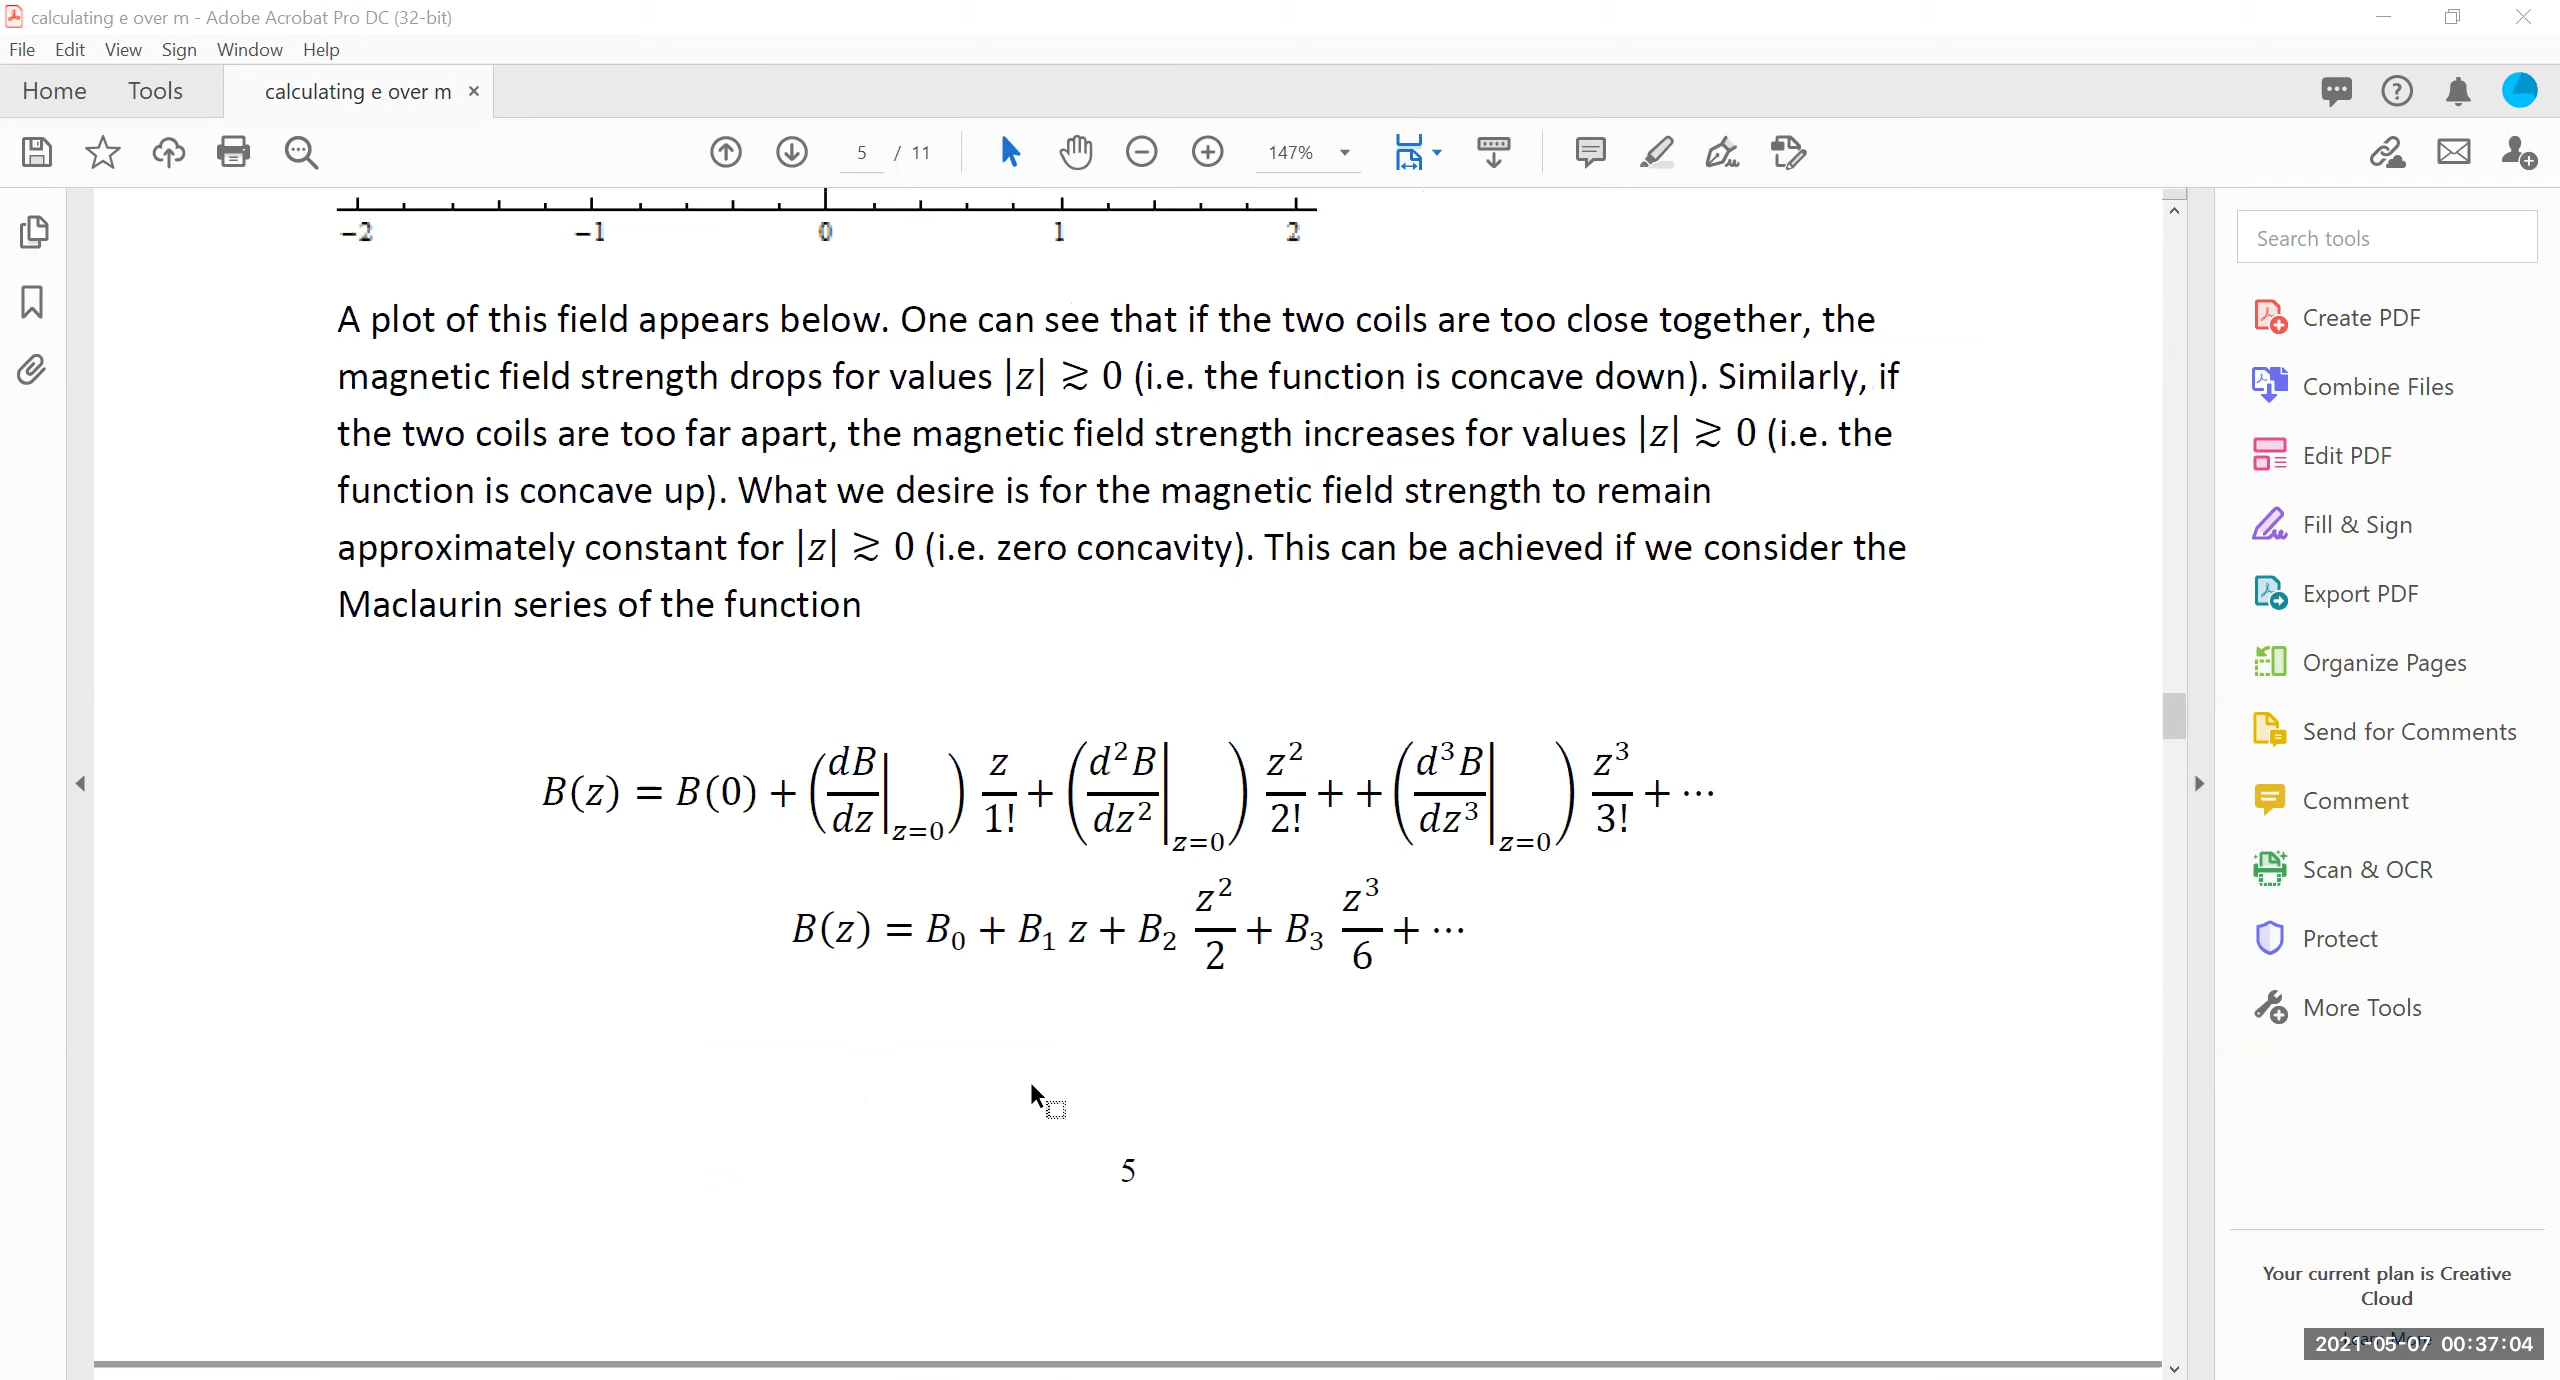 calculating e over m - Adobe Acrobat Pro DC (32-bit)
File Edit View Sign Window Help
Home Tools calculating e over m ×
5 / 11 147%
−2 −1 0 1 2
A plot of this field appears below. One can see that if the two coils are too close together, the
magnetic field strength drops for values |z| ≷ 0 (i.e. the function is concave down). Similarly, if
the two coils are too far apart, the magnetic field strength increases for values |z| ≷ 0 (i.e. the
function is concave up). What we desire is for the magnetic field strength to remain
approximately constant for |z| ≷ 0 (i.e. zero concavity). This can be achieved if we consider the
Maclaurin series of the function
B(z) = B(0) + (dB/dz|_{z=0}) z/1! + (d²B/dz²|_{z=0}) z²/2! + + (d³B/dz³|_{z=0}) z³/3! + ⋯
B(z) = B₀ + B₁ z + B₂ z²/2 + B₃ z³/6 + ⋯
5
Search tools
Create PDF
Combine Files
Edit PDF
Fill & Sign
Export PDF
Organize Pages
Send for Comments
Comment
Scan & OCR
Protect
More Tools
Your current plan is Creative
Cloud
2021-05-07 00:37:04